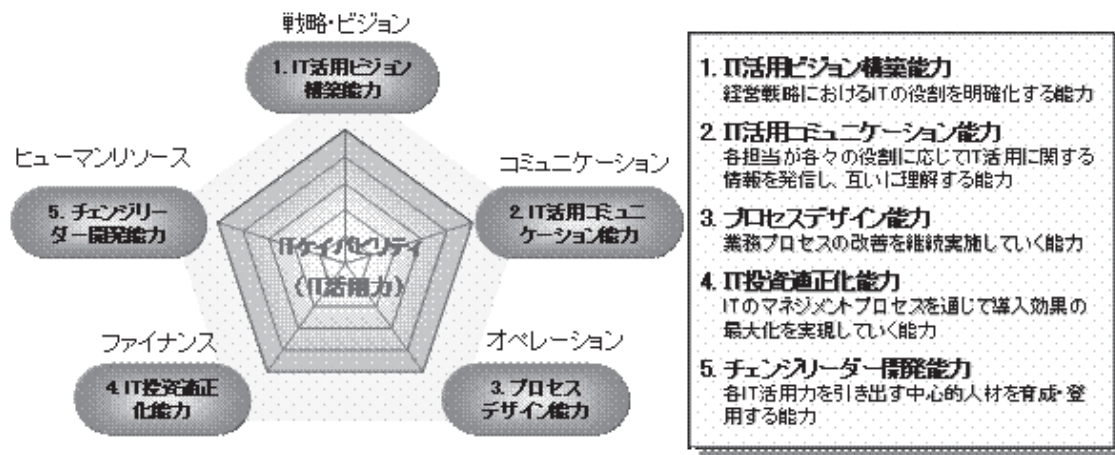 戦略・ビジョン
1. IT活用ビジョン
構築能力
ヒューマンリソース
コミュニケーション
5. チェンジリー
ダー開発能力
2. IT活用コミュニ
ケーション能力
ITケイパビリティ
(IT活用力)
ファイナンス
オペレーション
4. IT投資適正
化能力
3. プロセス
デザイン能力
1. IT活用ビジョン構築能力
経営戦略におけるITの役割を明確化する能力
2. IT活用コミュニケーション能力
各担当が各々の役割に応じてIT活用に関する
情報を発信し、互いに理解する能力
3. プロセスデザイン能力
業務プロセスの改善を継続実施していく能力
4. IT投資適正化能力
ITのマネジメントプロセスを通じて導入効果の
最大化を実現していく能力
5. チェンジリーダー開発能力
各IT活用力を引き出す中心的人材を育成・登
用する能力